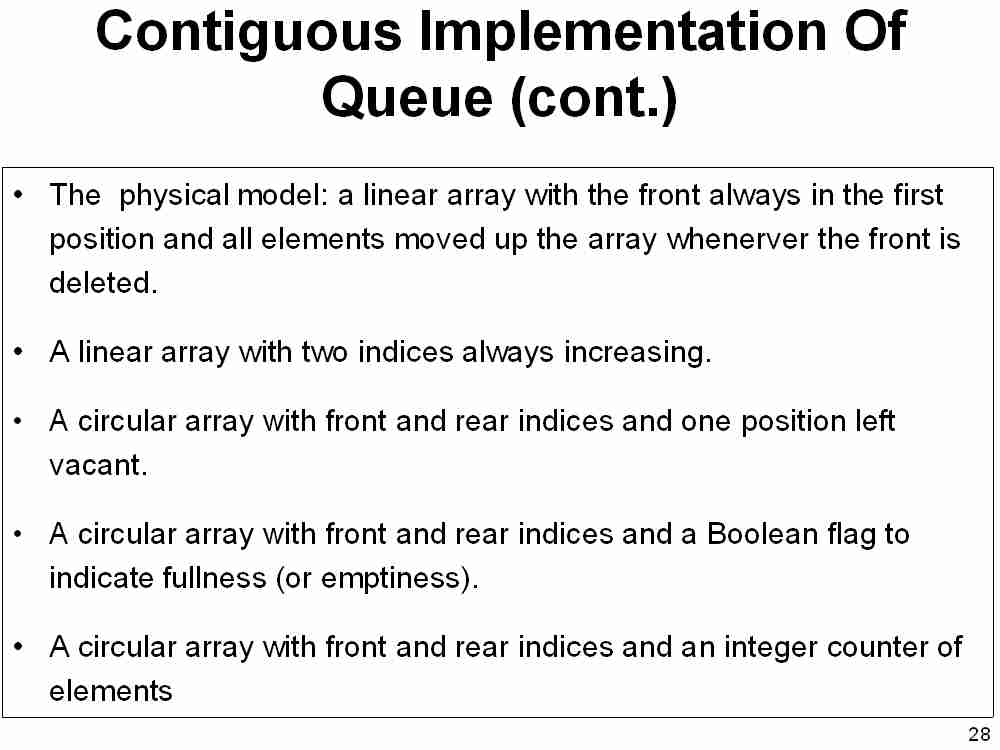 Contiguous Implementation Of
Queue (cont.)
• The physical model: a linear array with the front always in the first
position and all elements moved up the array whenerver the front is
deleted.
• A linear array with two indices always increasing.
• A circular array with front and rear indices and one position left
vacant.
• A circular array with front and rear indices and a Boolean flag to
indicate fullness (or emptiness).
• A circular array with front and rear indices and an integer counter of
elements
28